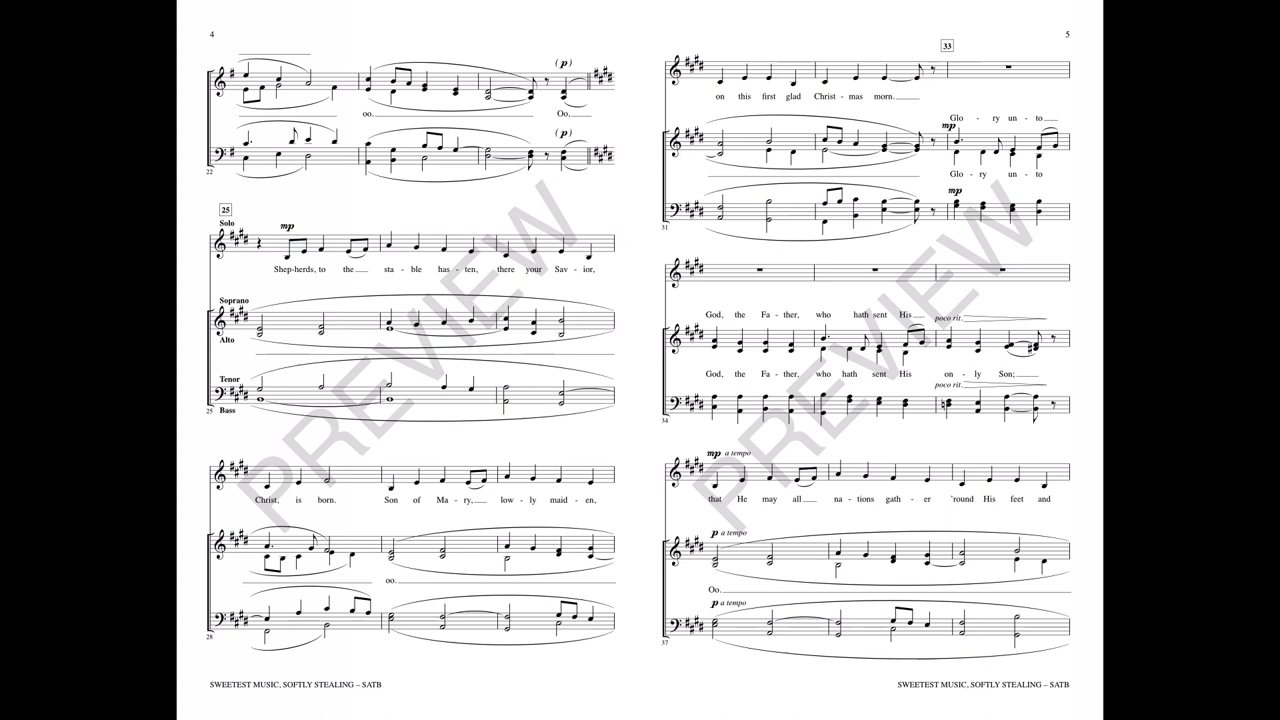 4
(p)
oo.
Oo,
(p)
22
25
Solo
mp
Shep-herds, to the sta - ble has - ten, there your Sav - ior,
Soprano
Alto
Tenor
Bass
25
Christ, is born. Son of Ma - ry, low - ly maid - en,
oo.
28
SWEETEST MUSIC, SOFTLY STEALING – SATB
5
33
on this first glad Christ - mas morn.
Glo - ry un - to
mp
Glo - ry un - to
mp
31
God, the Fa - ther, who hath sent His
poco rit.
God, the Fa - ther, who hath sent His on - ly Son;
poco rit.
34
mp a tempo
that He may all na - tions gath - er 'round His feet and
p a tempo
Oo.
p a tempo
37
SWEETEST MUSIC, SOFTLY STEALING – SATB
PREVIEW
PREVIEW